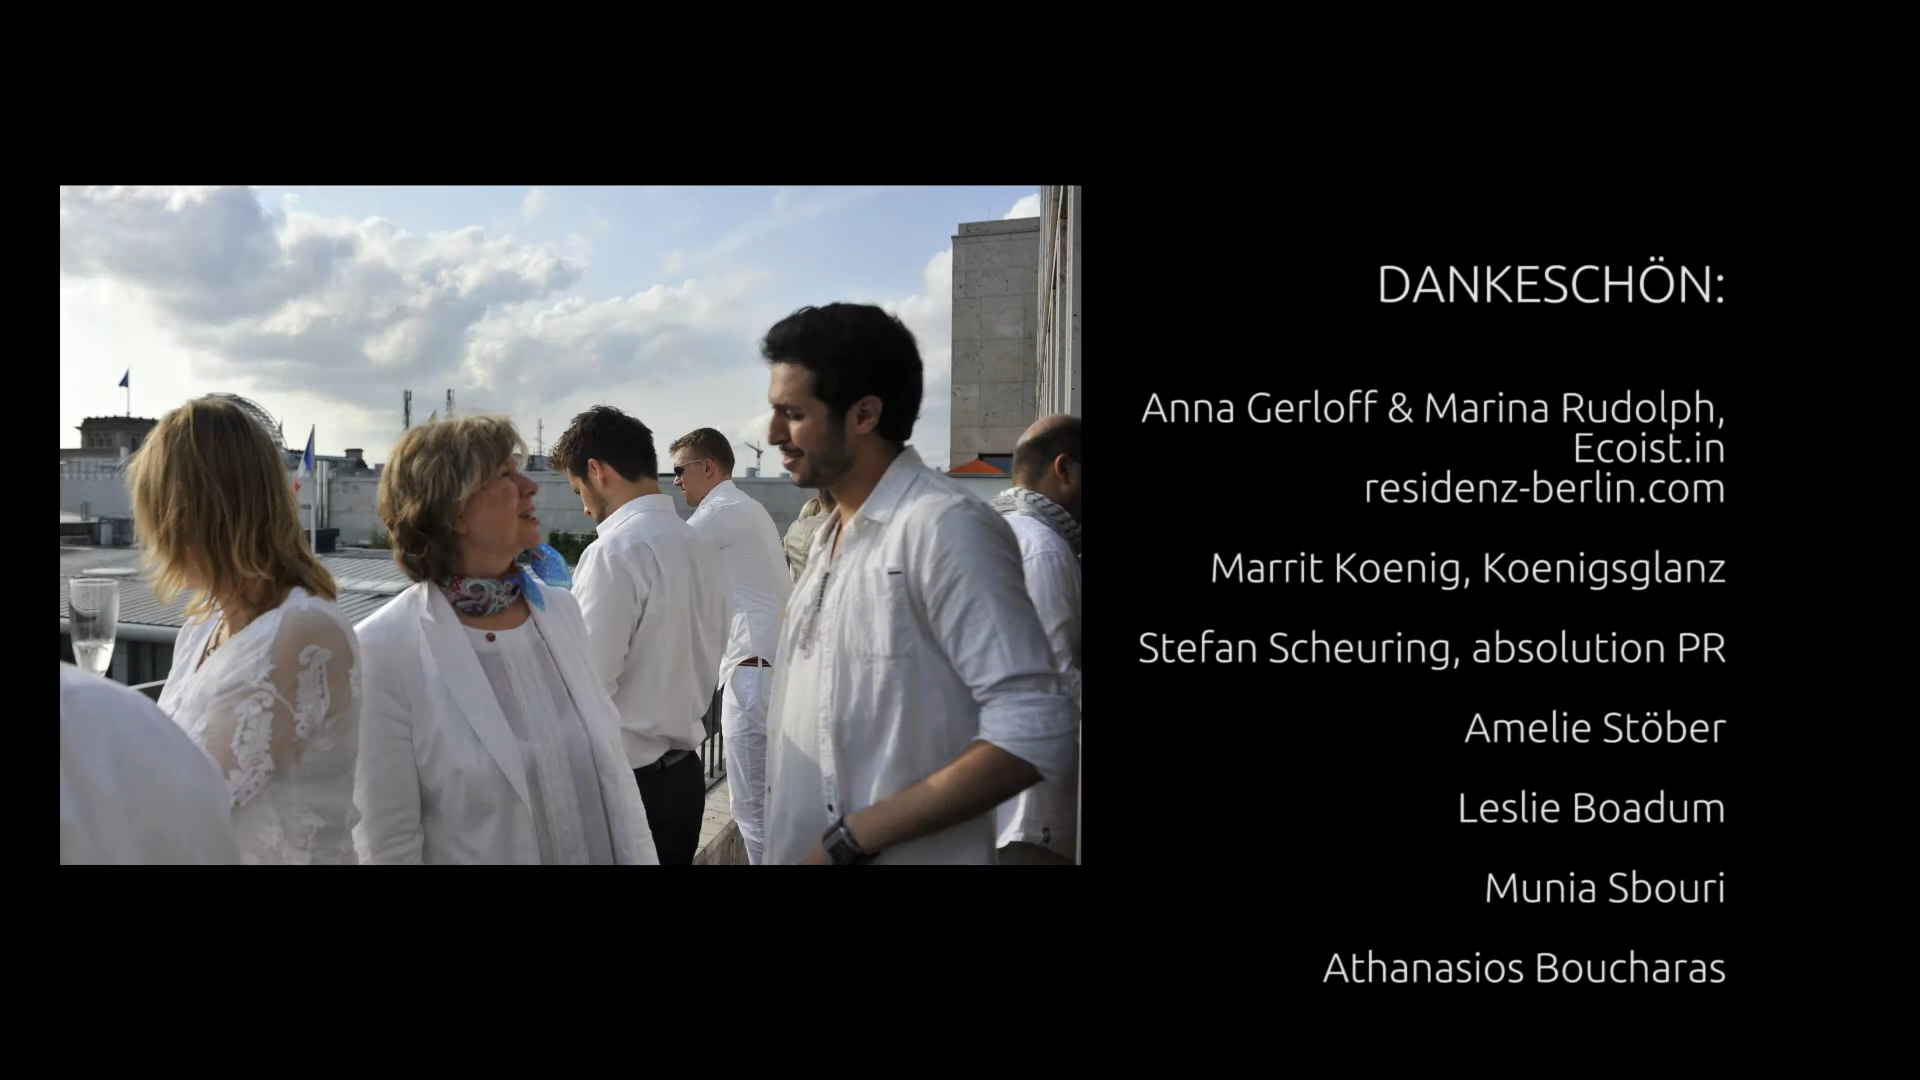 DANKESCHÖN:
Anna Gerloff & Marina Rudolph,
Ecoist.in
residenz-berlin.com
Marrit Koenig, Koenigsglanz
Stefan Scheuring, absolution PR
Amelie Stöber
Leslie Boadum
Munia Sbouri
Athanasios Boucharas